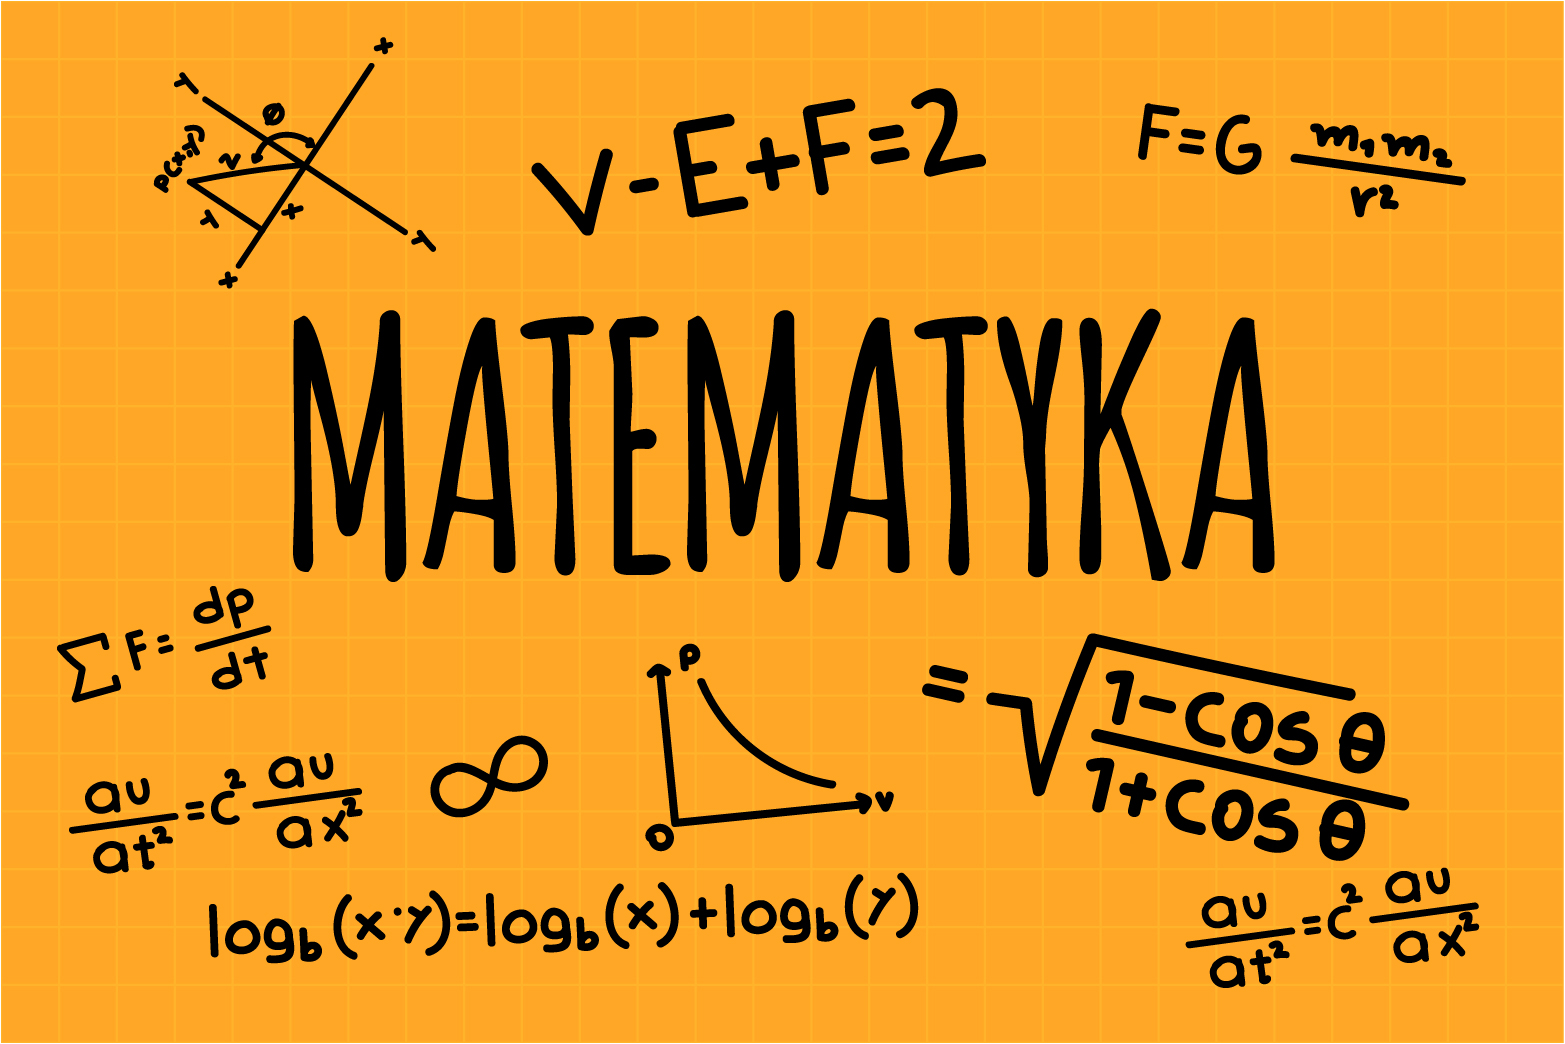 V-E+F=2
F=G m₁m₂/r²
x
Y
θ
P(x,y)
r
Y
x
Y
x
MATEMATYKA
∑F=dp/dt
P
O
V
=√((1-cos θ)/(1+cos θ))
au/at²=c² au/ax²
∞
log_b(x·y)=log_b(x)+log_b(y)
au/at²=c² au/ax²